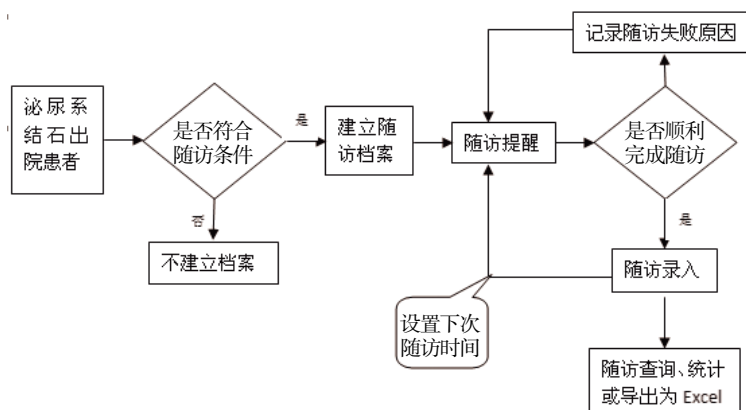 记录随访失败原因
泌尿系
结石出
院患者
是否符合
随访条件
是
建立随
访档案
随访提醒
是否顺利
完成随访
否
是
不建立档案
随访录入
设置下次
随访时间
随访查询、统计
或导出为 Excel